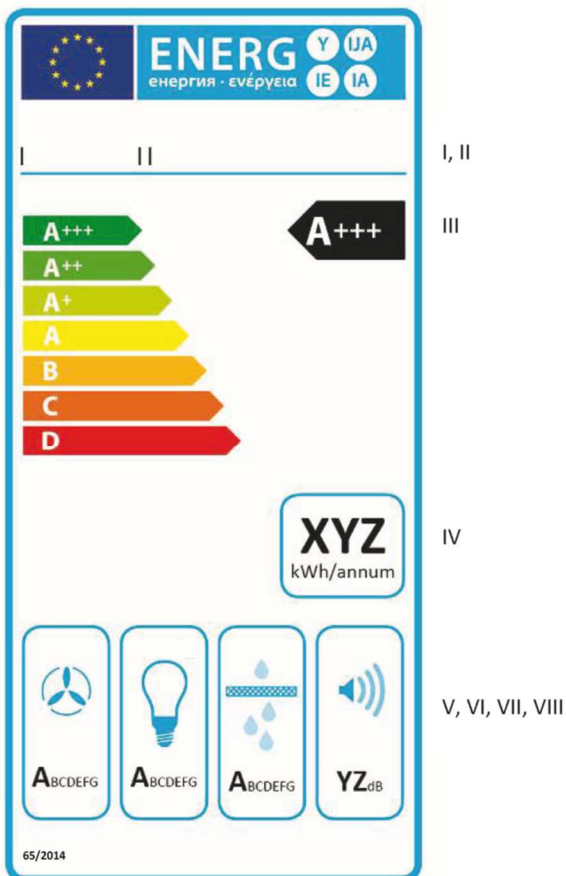 ENERG Y IJA
енергия · ενέργεια IE IA
I II I, II
A+++ A+++ III
A++
A+
A
B
C
D
XYZ IV
kWh/annum
V, VI, VII, VIII
ABCDEFG ABCDEFG ABCDEFG YZdB
65/2014